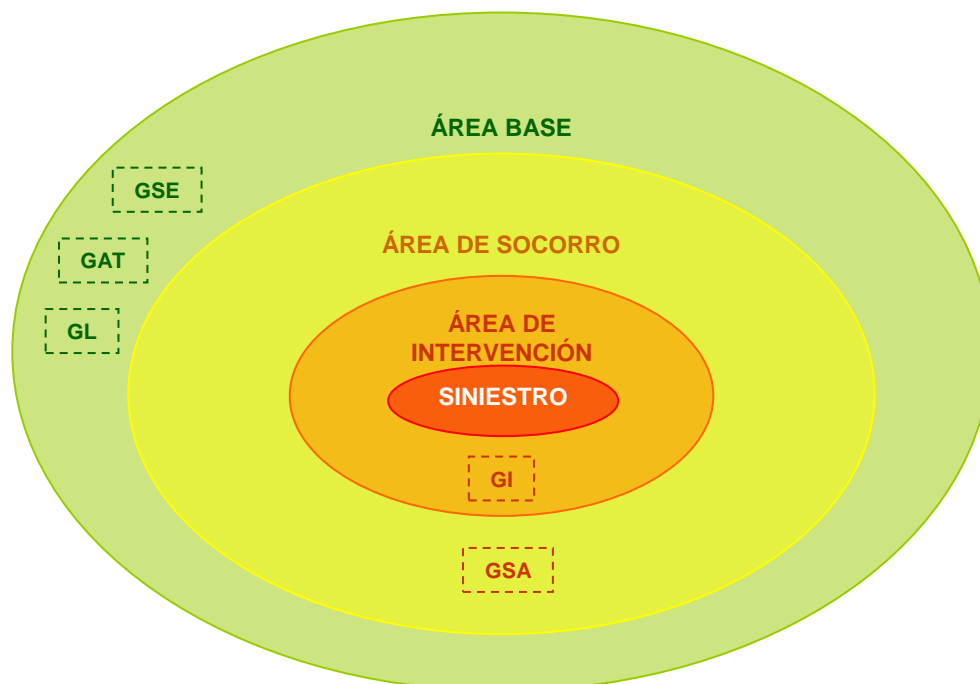 ÁREA BASE
GSE
ÁREA DE SOCORRO
GAT
GL
ÁREA DE
INTERVENCIÓN
SINIESTRO
GI
GSA